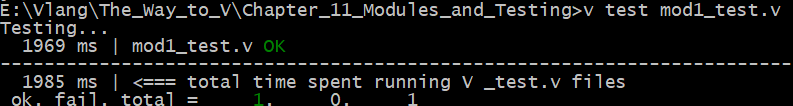 E:\Vlang\The_Way_to_V\Chapter_11_Modules_and_Testing>v test mod1_test.v
Testing...
  1969 ms | mod1_test.v OK
--------------------------------------------------------------------------------
  1985 ms | <=== total time spent running V _test.v files
 ok, fail, total =     1,     0,     1